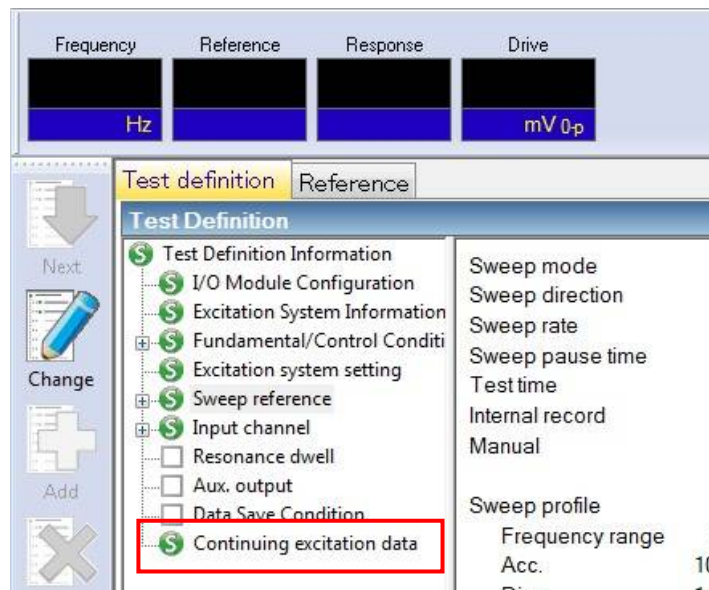 Frequency Reference Response Drive
Hz mV 0-p
Test definition Reference
Test Definition
Next
Change
Add
S Test Definition Information
S I/O Module Configuration
S Excitation System Information
S Fundamental/Control Conditi
S Excitation system setting
S Sweep reference
S Input channel
Resonance dwell
Aux. output
Data Save Condition
S Continuing excitation data
Sweep mode
Sweep direction
Sweep rate
Sweep pause time
Test time
Internal record
Manual
Sweep profile
Frequency range
Acc. 10